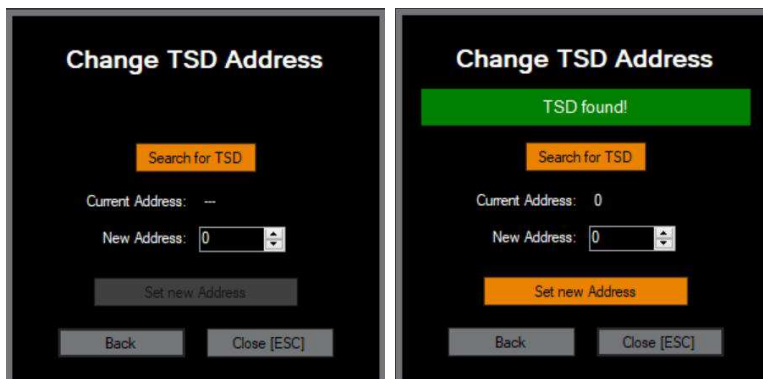 Change TSD Address
Search for TSD
Current Address: ---
New Address: 0
Set new Address
Back Close [ESC]
Change TSD Address
TSD found!
Search for TSD
Current Address: 0
New Address: 0
Set new Address
Back Close [ESC]